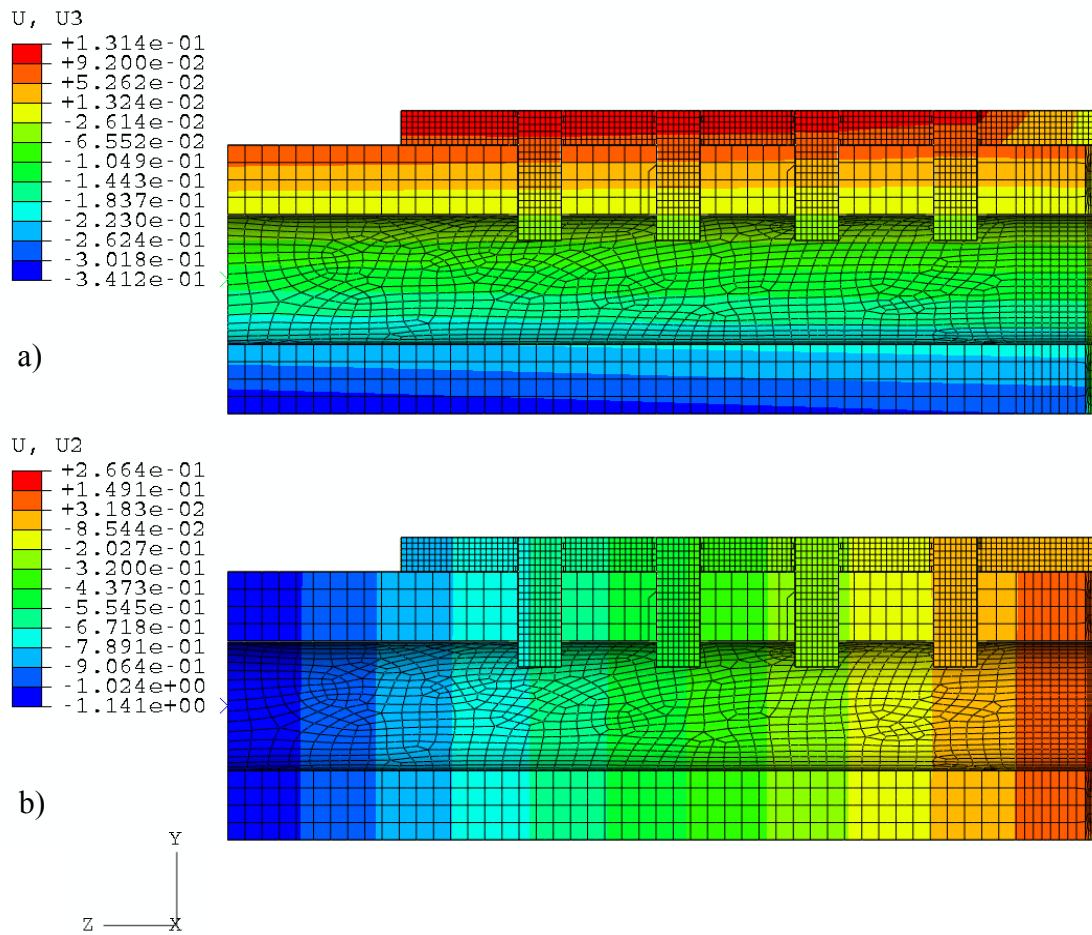 U, U3
+1.314e-01
+9.200e-02
+5.262e-02
+1.324e-02
-2.614e-02
-6.552e-02
-1.049e-01
-1.443e-01
-1.837e-01
-2.230e-01
-2.624e-01
-3.018e-01
-3.412e-01
a)
U, U2
+2.664e-01
+1.491e-01
+3.183e-02
-8.544e-02
-2.027e-01
-3.200e-01
-4.373e-01
-5.545e-01
-6.718e-01
-7.891e-01
-9.064e-01
-1.024e+00
-1.141e+00
b)
Y
Z X